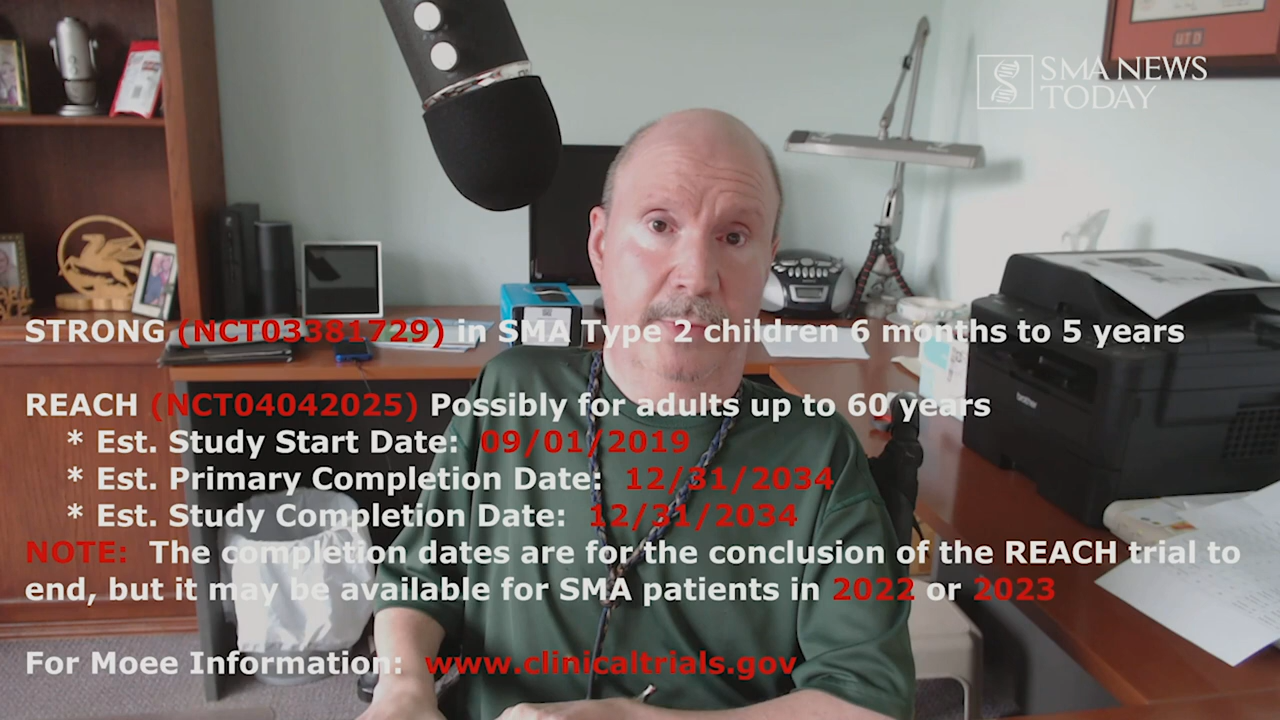 UTD
SMA NEWS
TODAY
STRONG (NCT03381729) in SMA Type 2 children 6 months to 5 years
REACH (NCT04042025) Possibly for adults up to 60 years
* Est. Study Start Date: 09/01/2019
* Est. Primary Completion Date: 12/31/2034
* Est. Study Completion Date: 12/31/2034
NOTE: The completion dates are for the conclusion of the REACH trial to
end, but it may be available for SMA patients in 2022 or 2023
For Moee Information: www.clinicaltrials.gov
brother